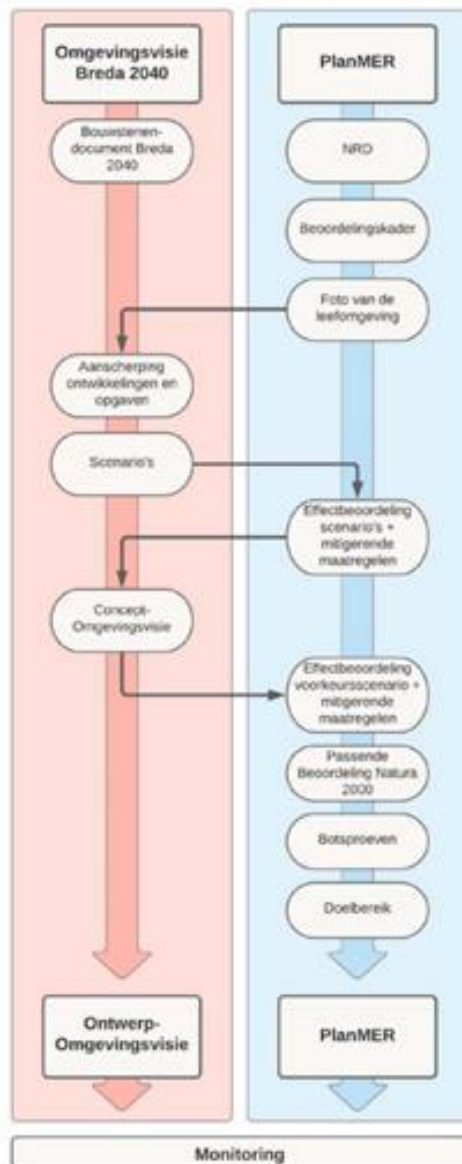 Omgevingsvisie
Breda 2040
Bouwstenen-
document Breda
2040
Aanscherping
ontwikkelingen en
opgaven
Scenario's
Concept-
Omgevingsvisie
Ontwerp-
Omgevingsvisie
PlanMER
NRD
Beoordelingskader
Foto van de
leefomgeving
Effectbeoordeling
scenario's +
mitigerende
maatregelen
Effectbeoordeling
voorkeursscenario +
mitigerende
maatregelen
Passende
Beoordeling Natura
2000
Botsproeven
Doelbereik
PlanMER
Monitoring